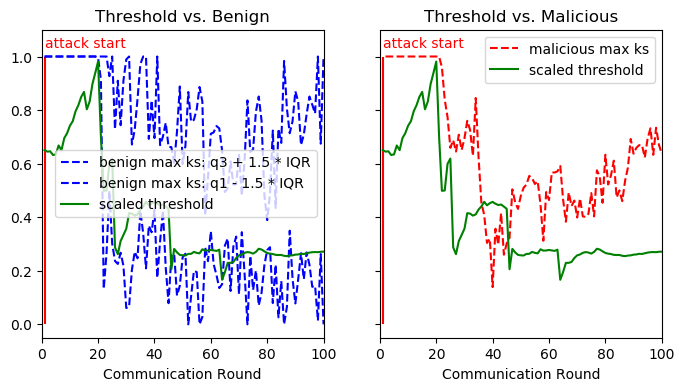 Threshold vs. Benign
attack start
benign max ks: q3 + 1.5 * IQR
benign max ks: q1 - 1.5 * IQR
scaled threshold
1.0
0.8
0.6
0.4
0.2
0.0
0 20 40 60 80 100
Communication Round
Threshold vs. Malicious
attack start
malicious max ks
scaled threshold
0 20 40 60 80 100
Communication Round